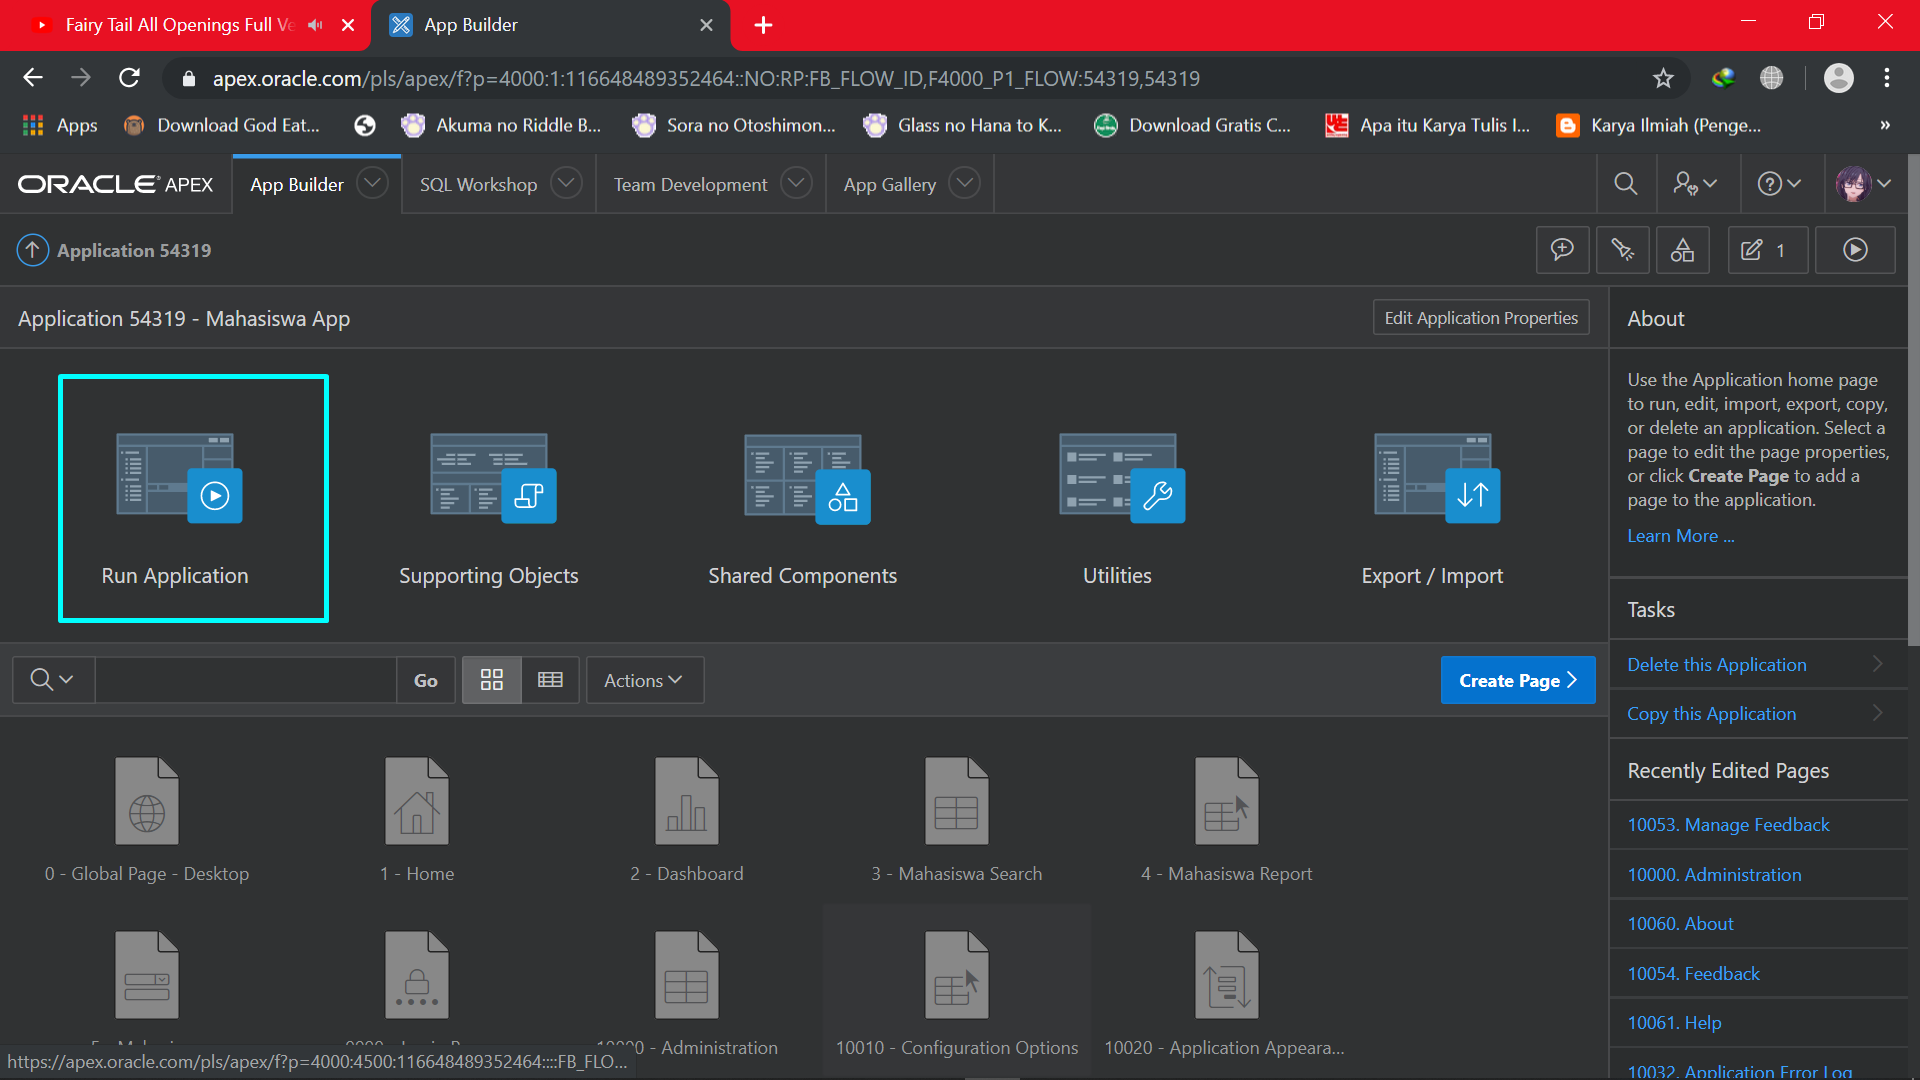 Fairy Tail All Openings Full Ve
App Builder
apex.oracle.com/pls/apex/f?p=4000:1:116648489352464::NO:RP:FB_FLOW_ID,F4000_P1_FLOW:54319,54319
Apps
Download God Eat...
Akuma no Riddle B...
Sora no Otoshimon...
Glass no Hana to K...
Download Gratis C...
Apa itu Karya Tulis I...
Karya Ilmiah (Penge...
»
ORACLE APEX
App Builder
SQL Workshop
Team Development
App Gallery
Application 54319
1
Application 54319 - Mahasiswa App
Edit Application Properties
Run Application
Supporting Objects
Shared Components
Utilities
Export / Import
Go
Actions
Create Page
0 - Global Page - Desktop
1 - Home
2 - Dashboard
3 - Mahasiswa Search
4 - Mahasiswa Report
0 - Administration
10010 - Configuration Options
10020 - Application Appeara...
https://apex.oracle.com/pls/apex/f?p=4000:4500:116648489352464::::FB_FLO...
About
Use the Application home page
to run, edit, import, export, copy,
or delete an application. Select a
page to edit the page properties,
or click Create Page to add a
page to the application.
Learn More ...
Tasks
Delete this Application
Copy this Application
Recently Edited Pages
10053. Manage Feedback
10000. Administration
10060. About
10054. Feedback
10061. Help
10032. Application Error Log